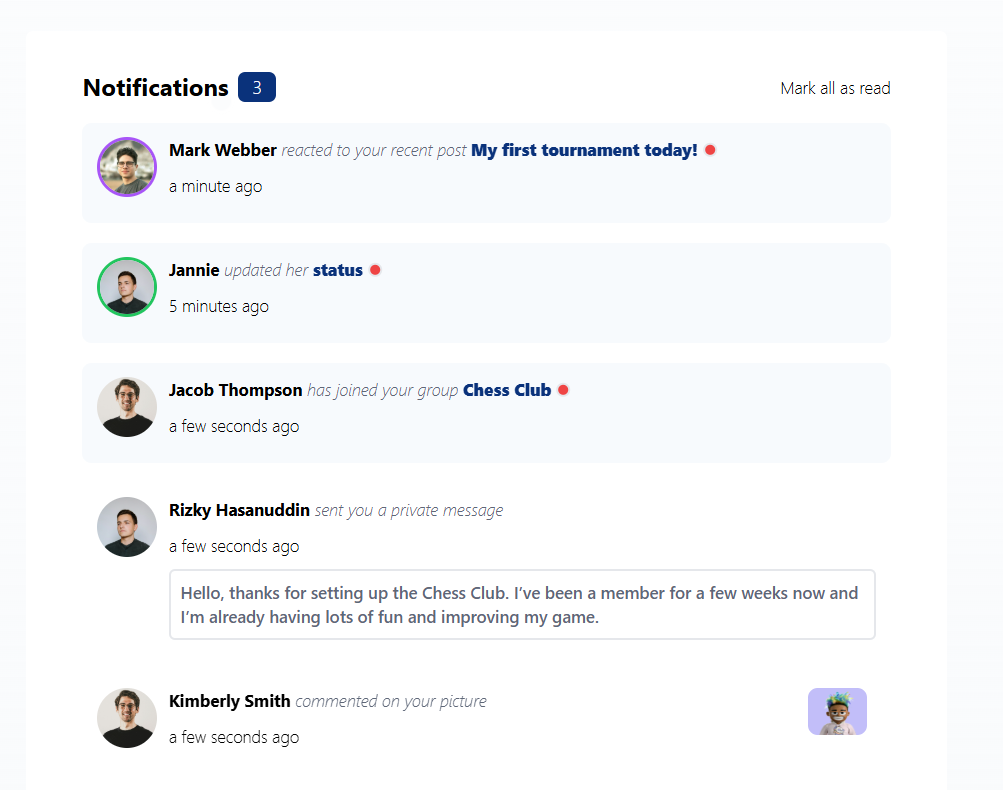 Notifications 3
Mark all as read
Mark Webber reacted to your recent post My first tournament today!
a minute ago
Jannie updated her status
5 minutes ago
Jacob Thompson has joined your group Chess Club
a few seconds ago
Rizky Hasanuddin sent you a private message
a few seconds ago
Hello, thanks for setting up the Chess Club. I’ve been a member for a few weeks now and
I’m already having lots of fun and improving my game.
Kimberly Smith commented on your picture
a few seconds ago